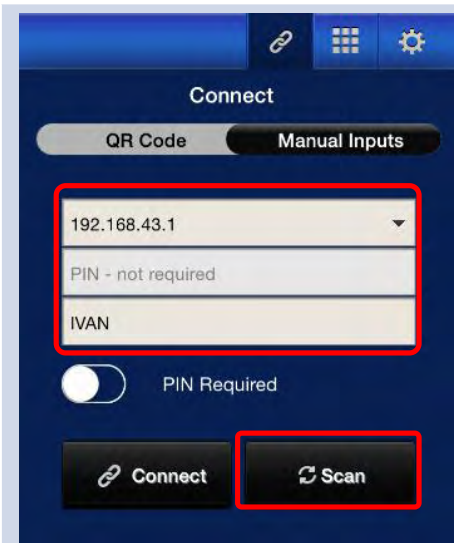 Connect
QR Code Manual Inputs
192.168.43.1
PIN - not required
IVAN
PIN Required
Connect Scan